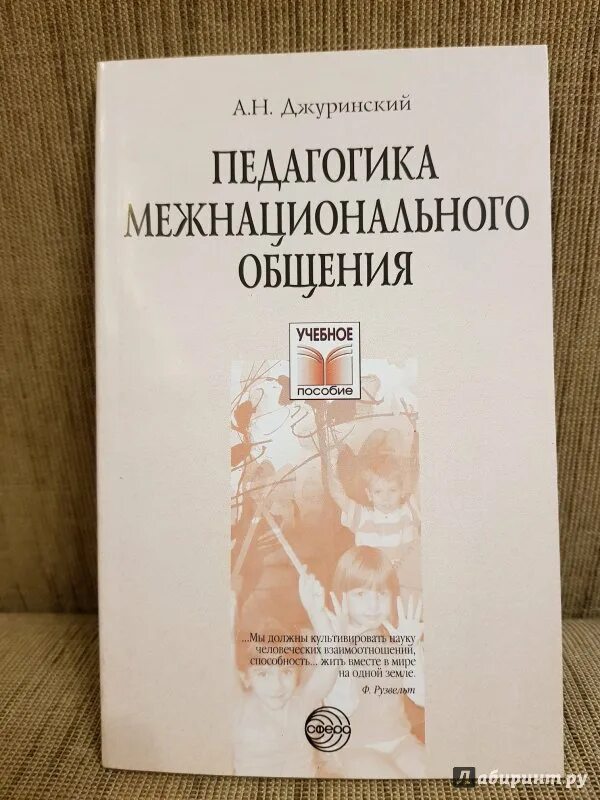 А.Н. Джуринский
ПЕДАГОГИКА
МЕЖНАЦИОНАЛЬНОГО
ОБЩЕНИЯ
УЧЕБНОЕ
пособие
...Мы должны культивировать науку
человеческих взаимоотношений,
способность... жить вместе в мире
на одной земле.
Ф. Рузвельт
сфера
Лабиринт.ру